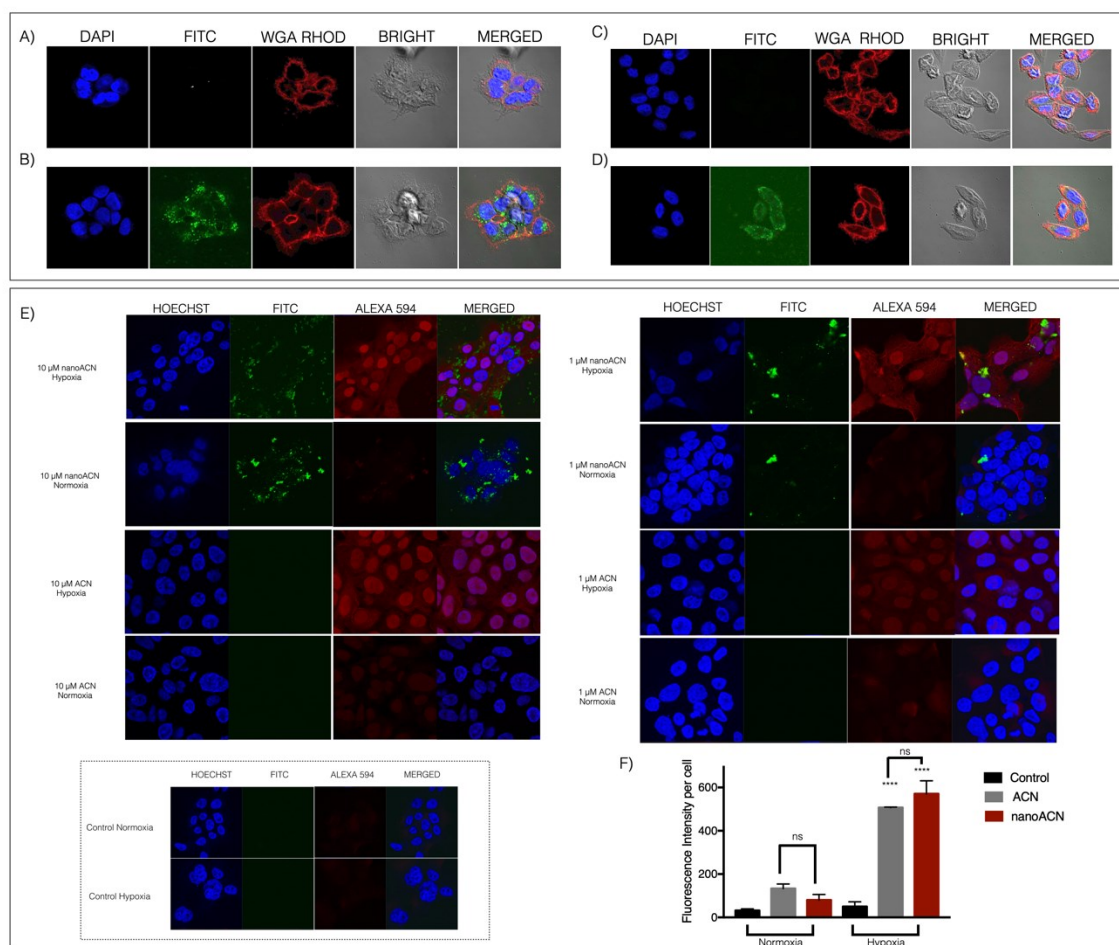 A)
DAPI FITC WGA RHOD BRIGHT MERGED
B)
C)
DAPI FITC WGA RHOD BRIGHT MERGED
D)
E)
HOECHST FITC ALEXA 594 MERGED
10 µM nanoACN
Hypoxia
10 µM nanoACN
Normoxia
10 µM ACN
Hypoxia
10 µM ACN
Normoxia
HOECHST FITC ALEXA 594 MERGED
1 µM nanoACN
Hypoxia
1 µM nanoACN
Normoxia
1 µM ACN
Hypoxia
1 µM ACN
Normoxia
HOECHST FITC ALEXA 594 MERGED
Control Normoxia
Control Hypoxia
F)
Fluorescence Intensity per cell
600
400
200
0
ns
ns
**** ****
Control
ACN
nanoACN
Normoxia Hypoxia